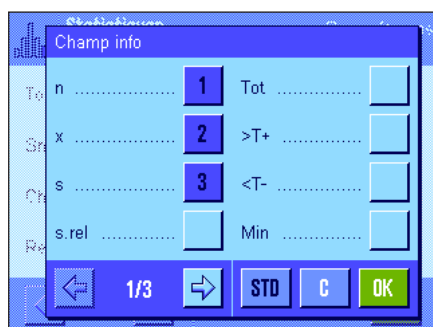 Champ info
n .................. 1
x .................. 2
s .................. 3
s.rel ..............
Tot ................
>T+ ...............
<T- ...............
Min ...............
1/3
STD
C
OK